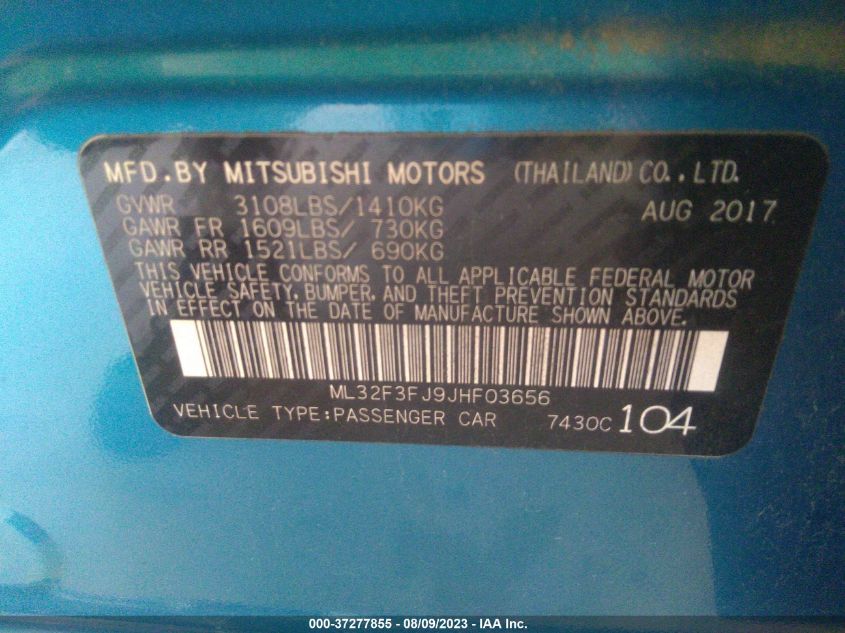 MFD.BY MITSUBISHI MOTORS (THAILAND) CO.,LTD.
GVWR 3108LBS/1410KG AUG 2017
GAWR FR 1609LBS/ 730KG
GAWR RR 1521LBS/ 690KG
THIS VEHICLE CONFORMS TO ALL APPLICABLE FEDERAL MOTOR
VEHICLE SAFETY, BUMPER, AND THEFT PREVENTION STANDARDS
IN EFFECT ON THE DATE OF MANUFACTURE SHOWN ABOVE.
ML32F3FJ9JHF03656
VEHICLE TYPE:PASSENGER CAR 7430C 104
000-37277855 - 08/09/2023 - IAA Inc.